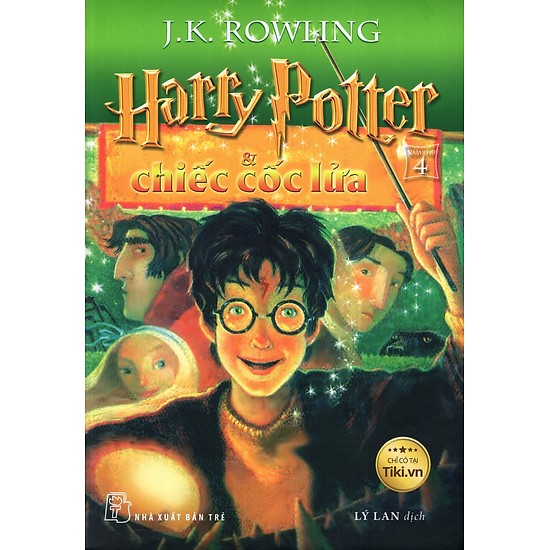 J.K. ROWLING
Harry Potter
&
chiếc cốc lửa
4
CHỈ CÓ TẠI
Tiki.vn
NHÀ XUẤT BẢN TRẺ
LÝ LAN dịch